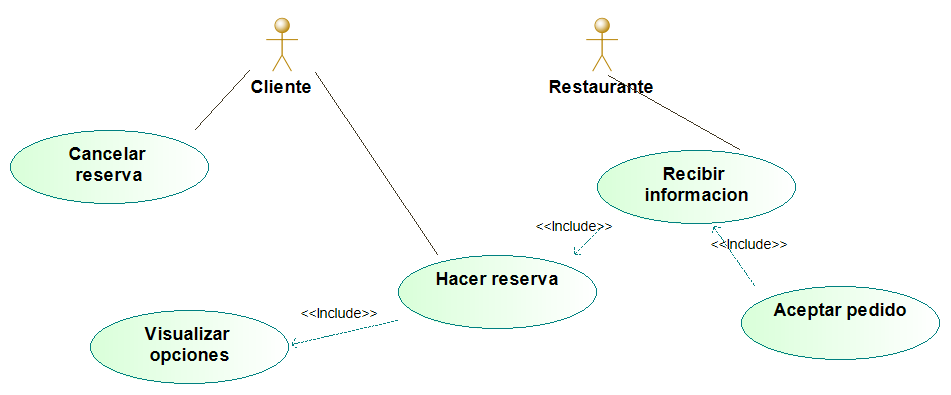 Cliente
Restaurante
Cancelar
reserva
Recibir
informacion
<<Include>>
<<Include>>
Hacer reserva
Aceptar pedido
<<Include>>
Visualizar
opciones